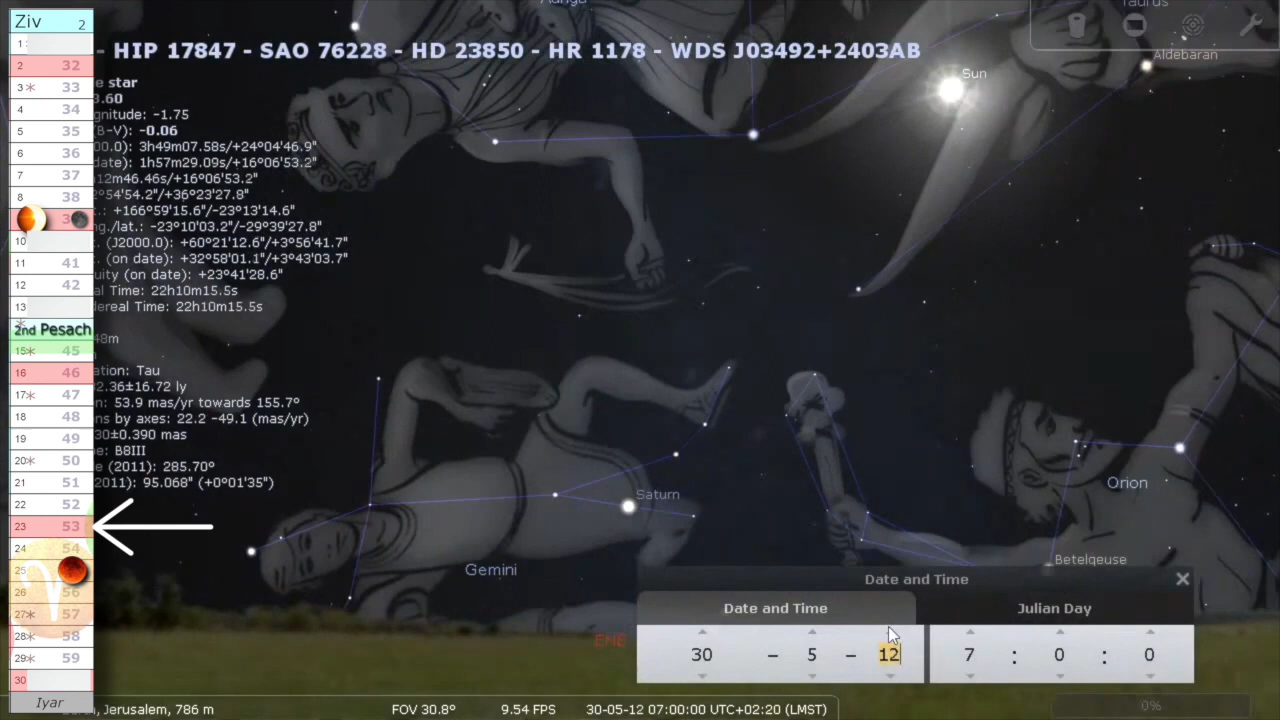 Ziv 2
Auriga
Taurus
- HIP 17847 - SAO 76228 - HD 23850 - HR 1178 - WDS J03492+2403AB
Aldebaran
Sun
1
2 32
3* 33
4 34
5 35
6 36
7 37
8 38
3
10
11 41
12 42
13
2nd Pesach
15* 45
16 46
17* 47
18 48
19 49
20* 50
21 51
22 52
23 53
24 54
25
26 56
27* 57
28* 58
29* 59
30
Iyar
e star
3.60
gnitude: -1.75
(B-V): -0.06
00.0): 3h49m07.58s/+24°04'46.9"
date): 1h57m29.09s/+16°06'53.2"
12m46.46s/+16°06'53.2"
2°54'54.2"/+36°23'27.8"
.: +166°59'15.6"/-23°13'14.6"
ng./lat.: -23°10'03.2"/-29°39'27.8"
. (J2000.0): +60°21'12.6"/+3°56'41.7"
. (on date): +32°58'01.1"/+3°43'03.7"
uity (on date): +23°41'28.6"
al Time: 22h10m15.5s
dereal Time: 22h10m15.5s
48m
ation: Tau
2.36±16.72 ly
n: 53.9 mas/yr towards 155.7°
ns by axes: 22.2 -49.1 (mas/yr)
30±0.390 mas
e: B8III
e (2011): 285.70°
2011): 95.068" (+0°01'35")
Saturn
Orion
Gemini
Betelgeuse
ENE
Date and Time
Date and Time Julian Day
30 - 5 - 12 7 : 0 : 0
, Jerusalem, 786 m FOV 30.8° 9.54 FPS 30-05-12 07:00:00 UTC+02:20 (LMST)
0%